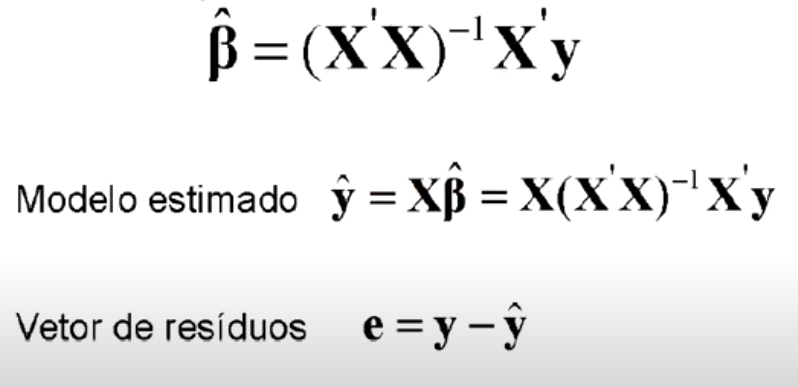 β̂ = (X'X)⁻¹X'y
Modelo estimado ŷ = Xβ̂ = X(X'X)⁻¹X'y
Vetor de resíduos e = y − ŷ